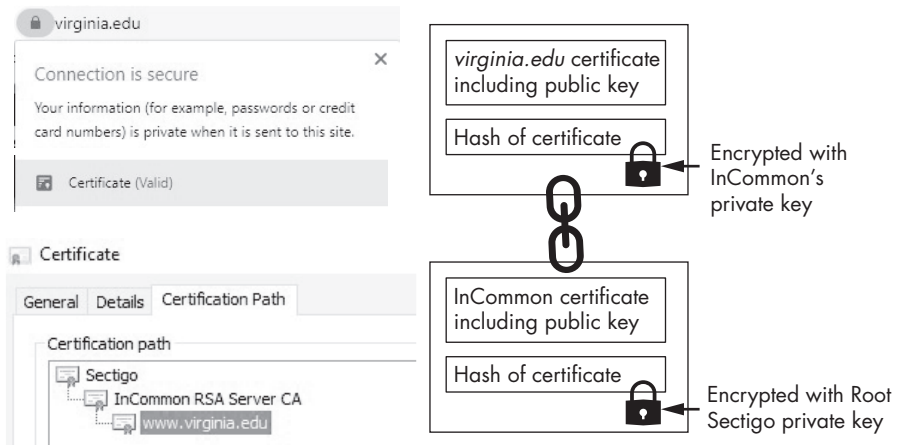 virginia.edu
Connection is secure
Your information (for example, passwords or credit
card numbers) is private when it is sent to this site.
Certificate (Valid)
Certificate
General Details Certification Path
Certification path
Sectigo
InCommon RSA Server CA
www.virginia.edu
virginia.edu certificate
including public key
Hash of certificate
Encrypted with
InCommon’s
private key
InCommon certificate
including public key
Hash of certificate
Encrypted with Root
Sectigo private key